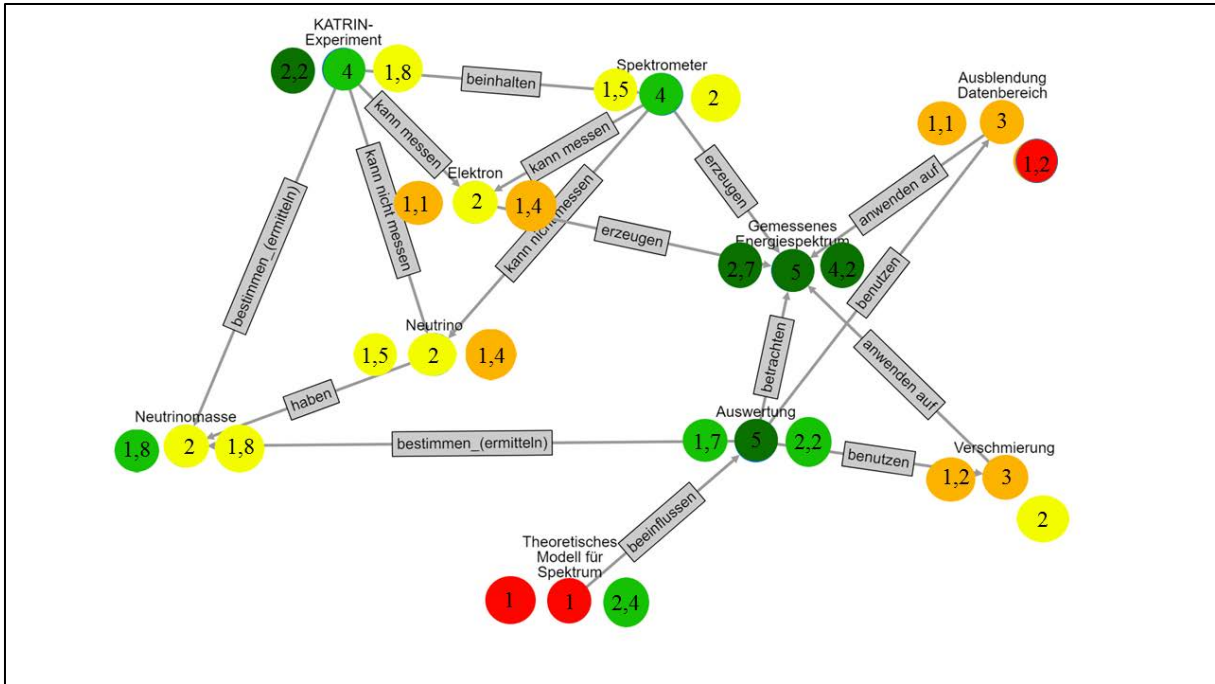 KATRIN-
Experiment
2,2
4
1,8
beinhalten
Spektrometer
1,5
4
2
Ausblendung
Datenbereich
1,1
3
1,2
kann messen
kann messen
erzeugen
anwenden auf
Elektron
1,1
2
1,4
kann nicht messen
kann nicht messen
erzeugen
Gemessenes
Energiespektrum
2,7
5
4,2
benutzen
bestimmen_(ermitteln)
Neutrino
1,5
2
1,4
betrachten
anwenden auf
haben
Neutrinomasse
1,8
2
1,8
bestimmen_(ermitteln)
Auswertung
1,7
5
2,2
benutzen
Verschmierung
1,2
3
2
beeinflussen
Theoretisches
Modell für
Spektrum
1
1
2,4